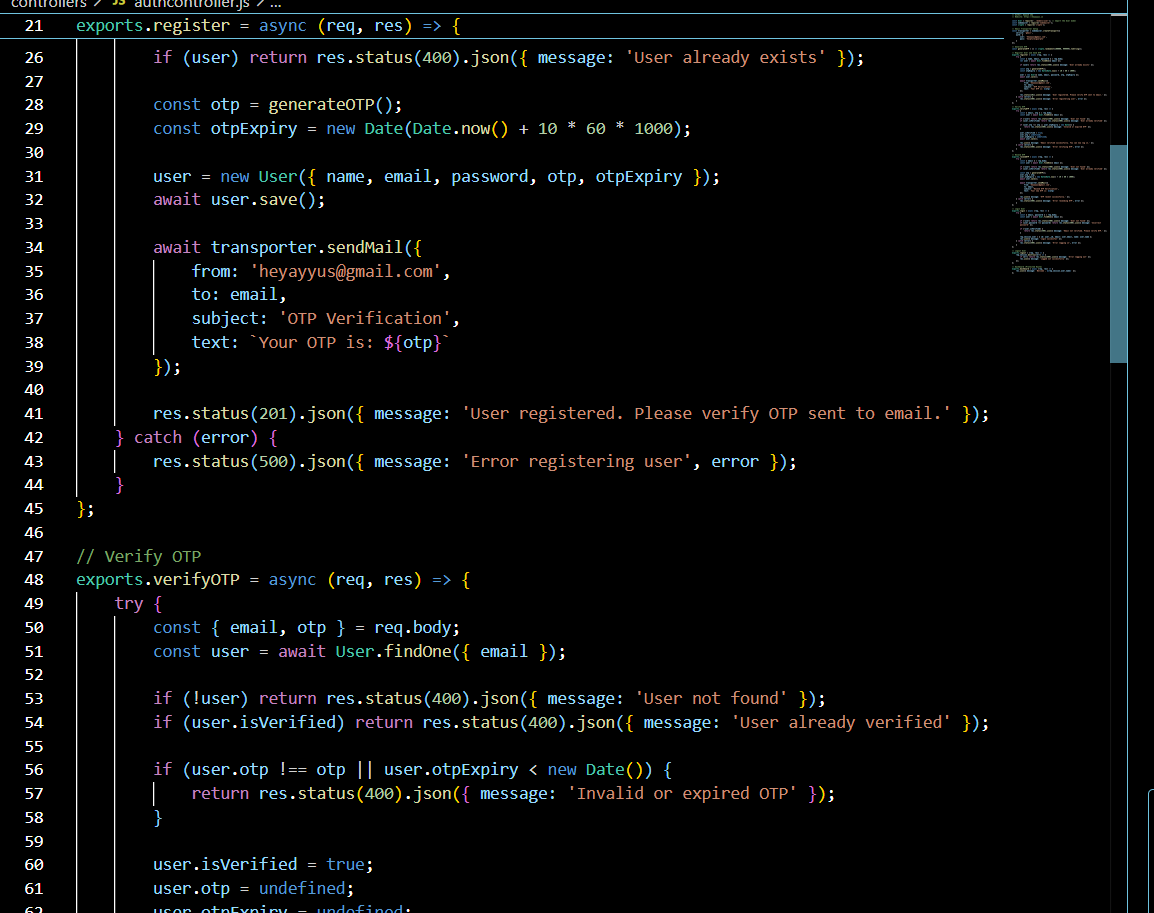 controllers > JS authcontroller.js > ...
21 exports.register = async (req, res) => {
26 if (user) return res.status(400).json({ message: 'User already exists' });
27
28 const otp = generateOTP();
29 const otpExpiry = new Date(Date.now() + 10 * 60 * 1000);
30
31 user = new User({ name, email, password, otp, otpExpiry });
32 await user.save();
33
34 await transporter.sendMail({
35 from: 'heyayyus@gmail.com',
36 to: email,
37 subject: 'OTP Verification',
38 text: `Your OTP is: ${otp}`
39 });
40
41 res.status(201).json({ message: 'User registered. Please verify OTP sent to email.' });
42 } catch (error) {
43 res.status(500).json({ message: 'Error registering user', error });
44 }
45 };
46
47 // Verify OTP
48 exports.verifyOTP = async (req, res) => {
49 try {
50 const { email, otp } = req.body;
51 const user = await User.findOne({ email });
52
53 if (!user) return res.status(400).json({ message: 'User not found' });
54 if (user.isVerified) return res.status(400).json({ message: 'User already verified' });
55
56 if (user.otp !== otp || user.otpExpiry < new Date()) {
57 return res.status(400).json({ message: 'Invalid or expired OTP' });
58 }
59
60 user.isVerified = true;
61 user.otp = undefined;
62 user.otpExpiry = undefined;